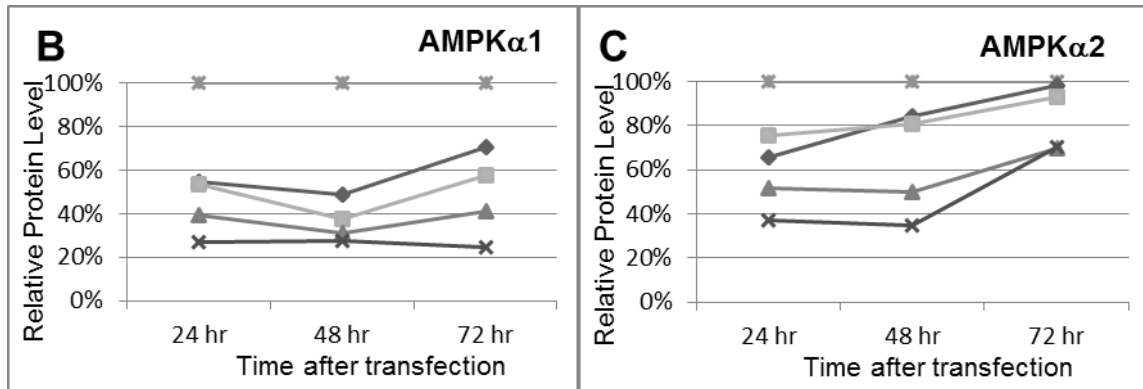 B AMPKα1
Relative Protein Level
100%
80%
60%
40%
20%
0%
24 hr 48 hr 72 hr
Time after transfection
C AMPKα2
Relative Protein Level
100%
80%
60%
40%
20%
0%
24 hr 48 hr 72 hr
Time after transfection